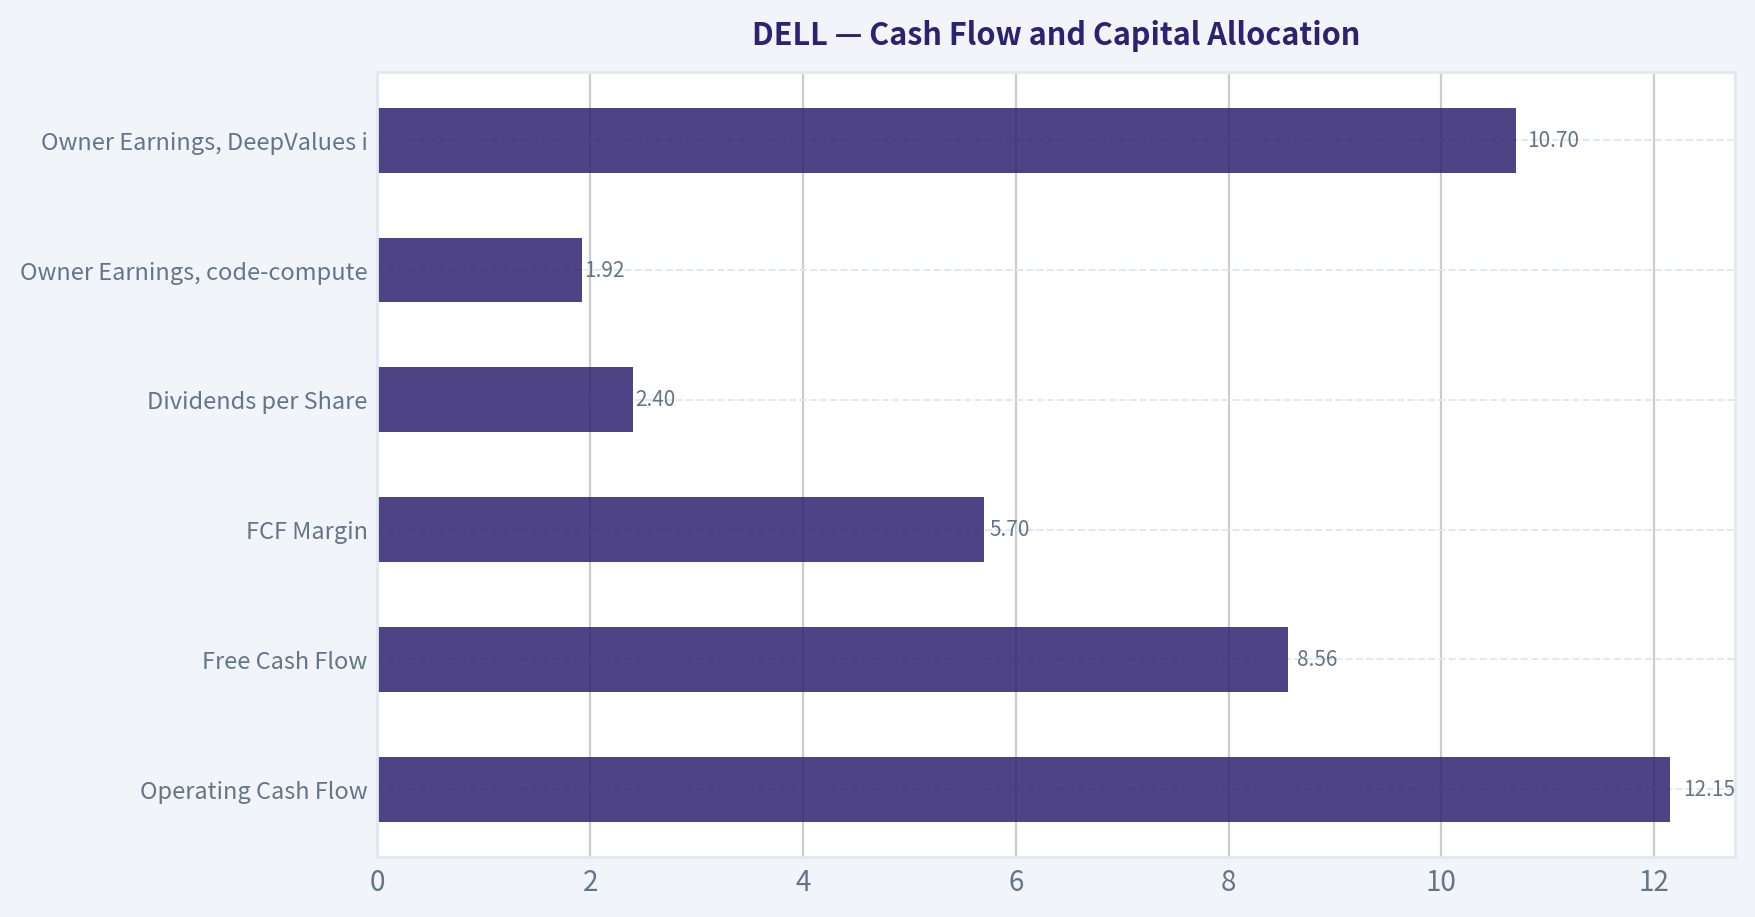 DELL — Cash Flow and Capital Allocation
Owner Earnings, DeepValues i
10.70
Owner Earnings, code-compute
1.92
Dividends per Share
2.40
FCF Margin
5.70
Free Cash Flow
8.56
Operating Cash Flow
12.15
0 2 4 6 8 10 12